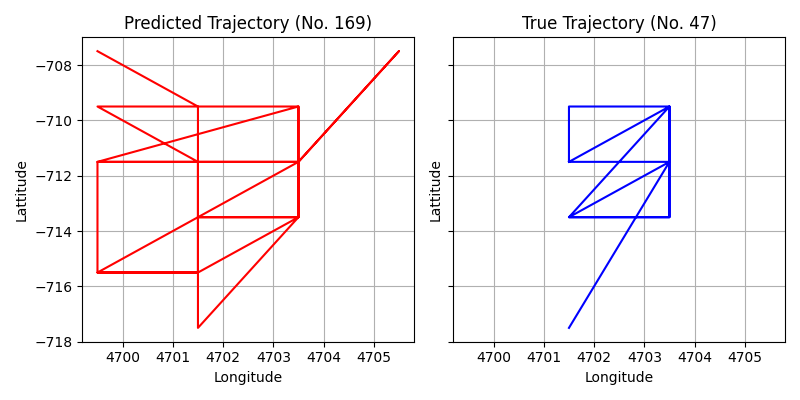 Predicted Trajectory (No. 169)
True Trajectory (No. 47)
−708
−710
−712
−714
−716
−718
Lattitude
Lattitude
4700 4701 4702 4703 4704 4705
4700 4701 4702 4703 4704 4705
Longitude
Longitude